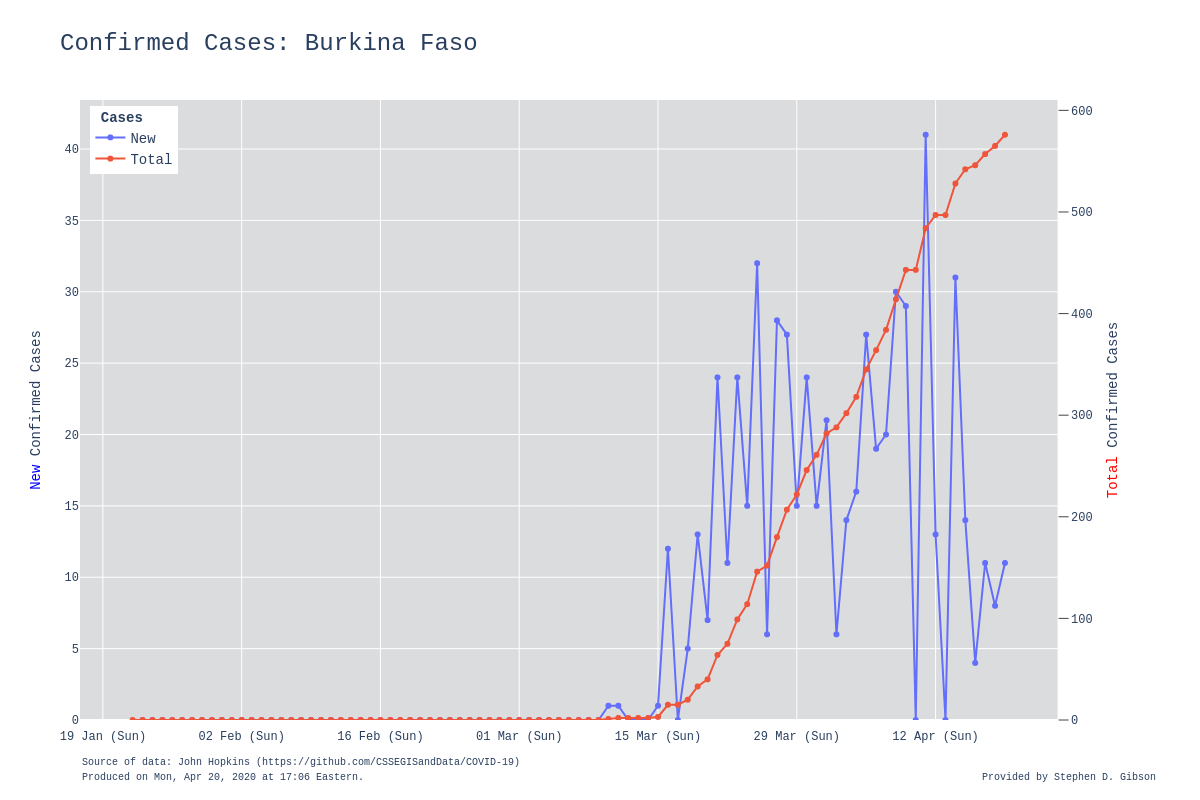 Confirmed Cases: Burkina Faso
Cases
New
Total
40
35
30
25
20
15
10
5
0
600
500
400
300
200
100
0
New Confirmed Cases
Total Confirmed Cases
19 Jan (Sun) 02 Feb (Sun) 16 Feb (Sun) 01 Mar (Sun) 15 Mar (Sun) 29 Mar (Sun) 12 Apr (Sun)
Source of data: John Hopkins (https://github.com/CSSEGISandData/COVID-19)
Produced on Mon, Apr 20, 2020 at 17:06 Eastern.
Provided by Stephen D. Gibson